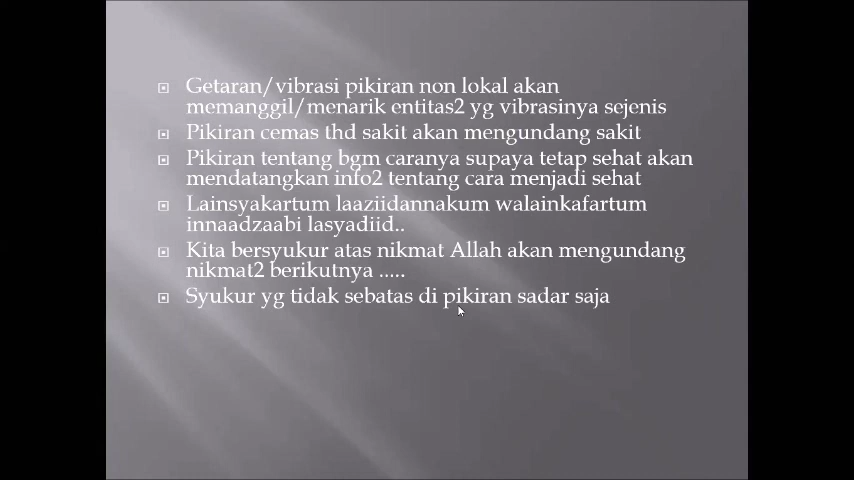 Getaran/vibrasi pikiran non lokal akan
memanggil/menarik entitas2 yg vibrasinya sejenis
Pikiran cemas thd sakit akan mengundang sakit
Pikiran tentang bgm caranya supaya tetap sehat akan
mendatangkan info2 tentang cara menjadi sehat
Lainsyakartum laaziidannakum walainkafartum
innaadzaabi lasyadiid..
Kita bersyukur atas nikmat Allah akan mengundang
nikmat2 berikutnya .....
Syukur yg tidak sebatas di pikiran sadar saja